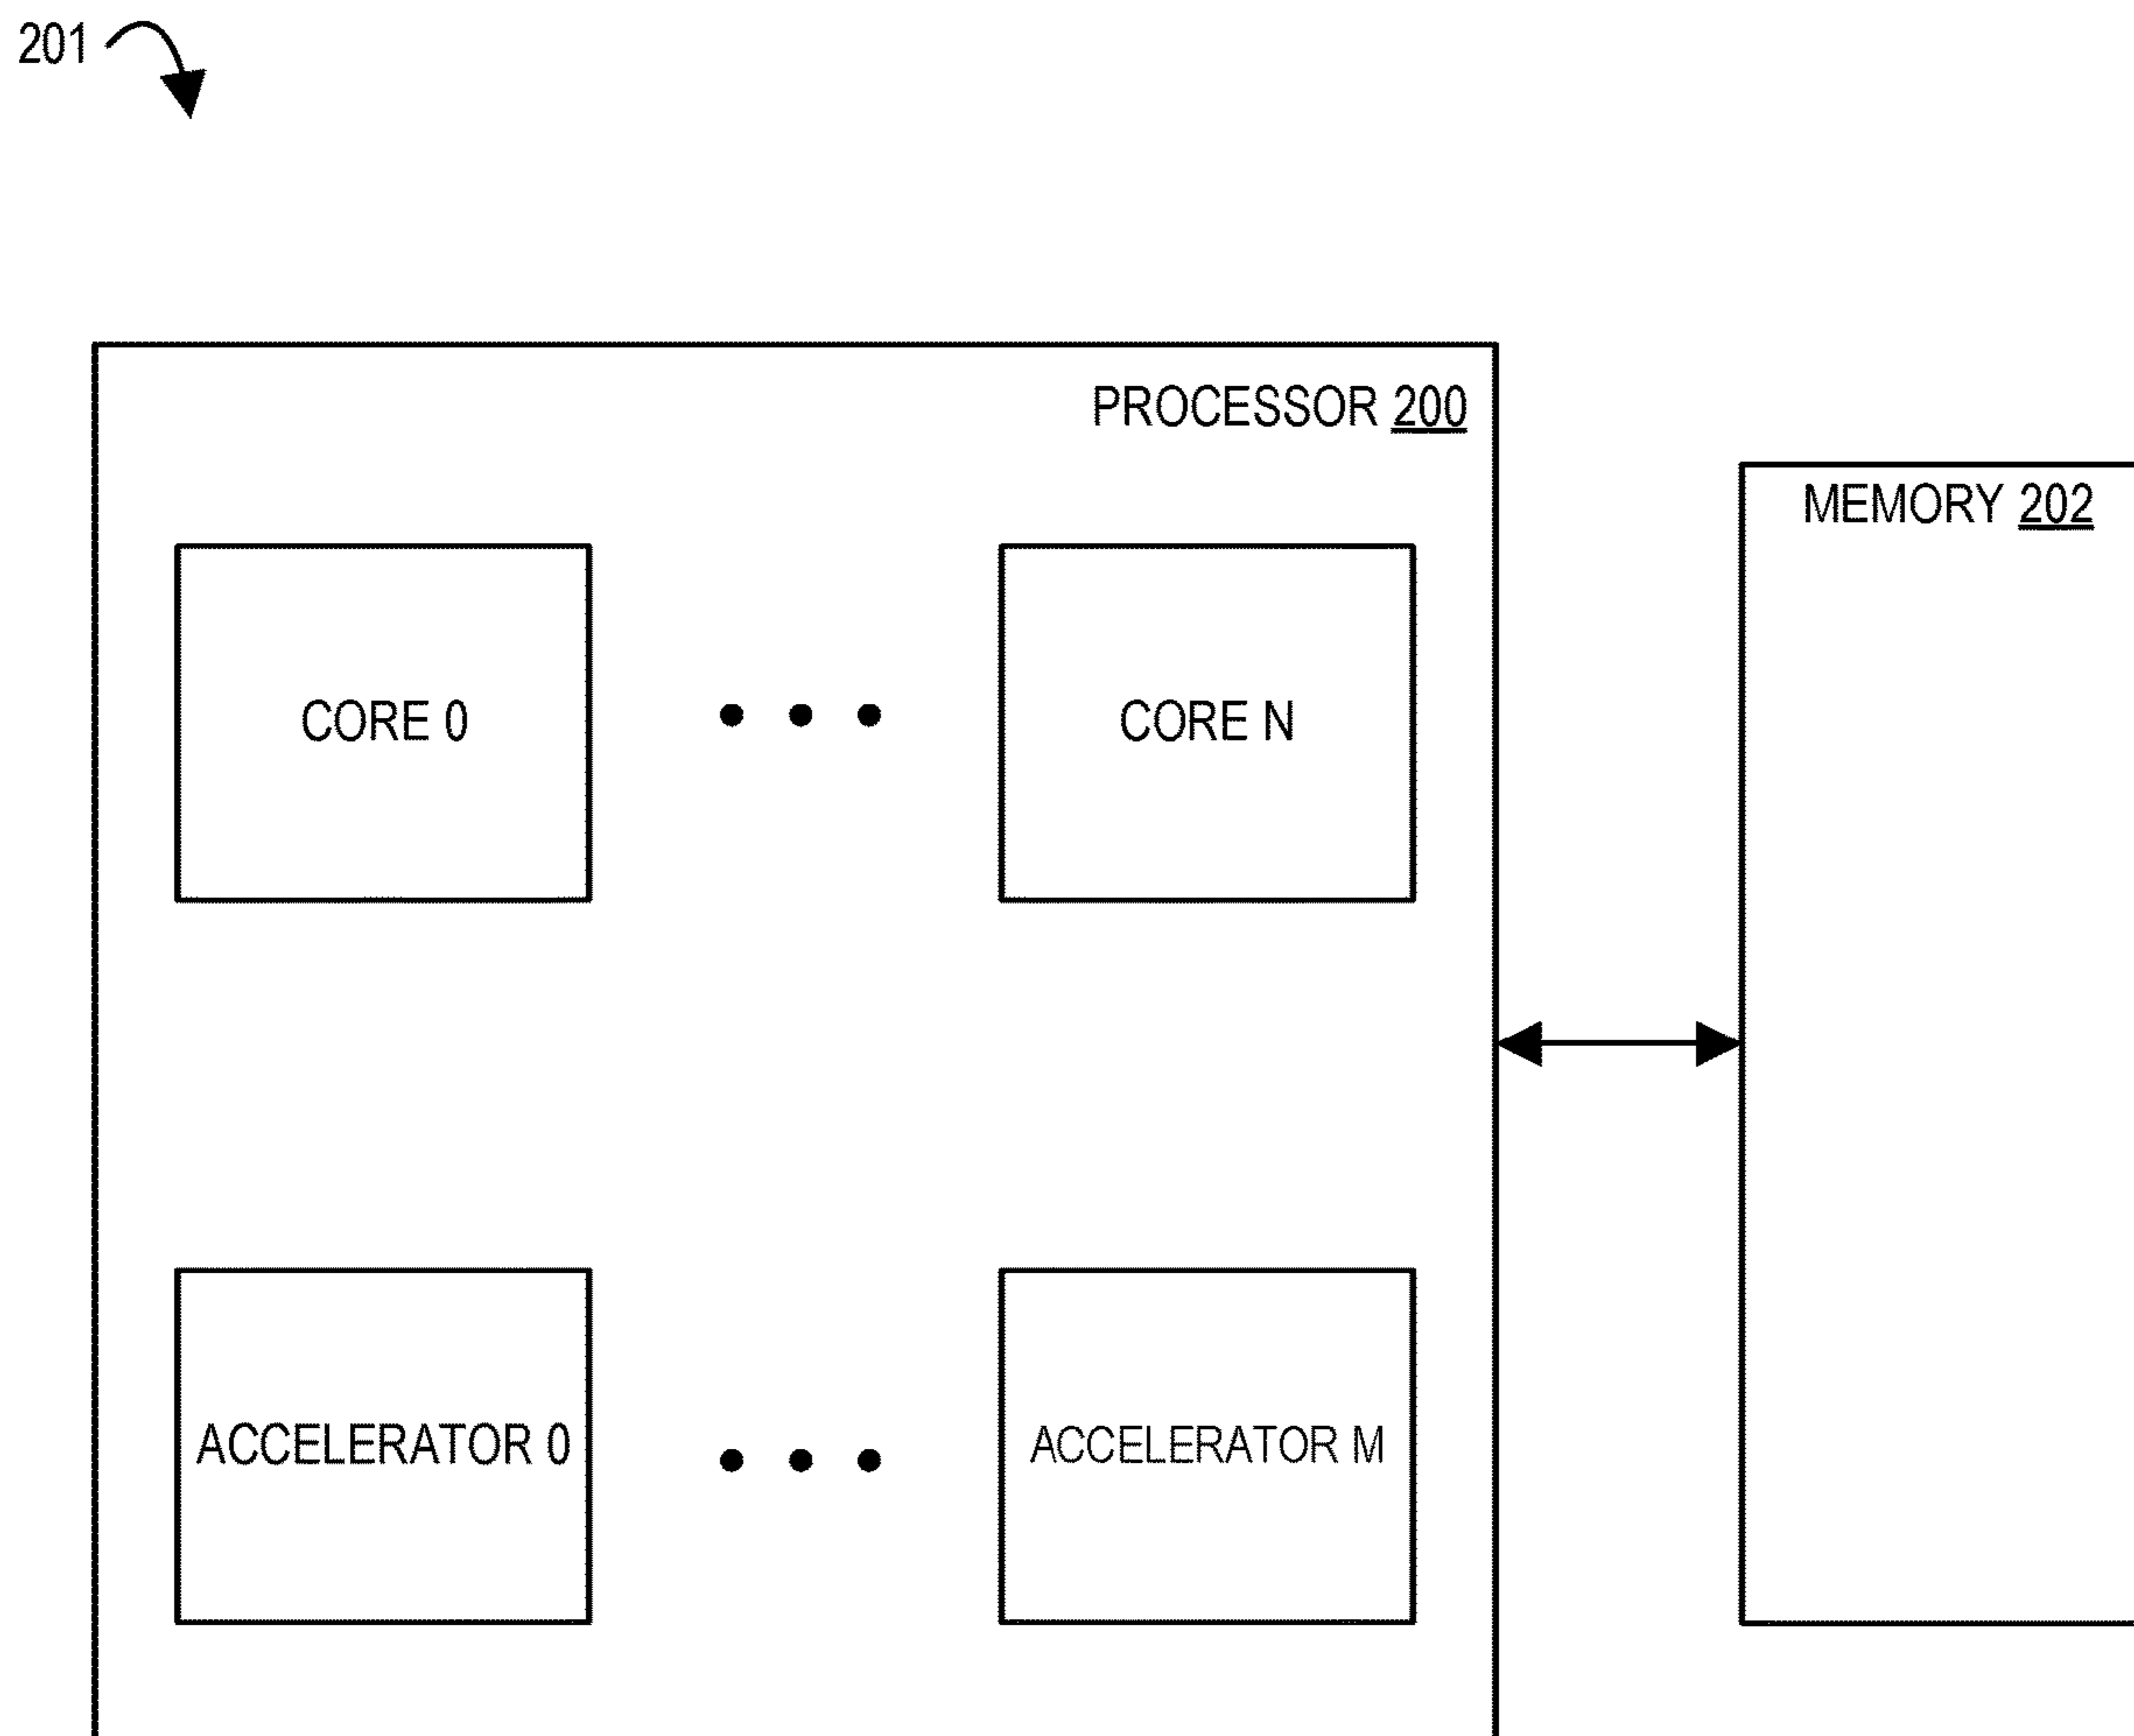 201
PROCESSOR 200
MEMORY 202
CORE 0
CORE N
ACCELERATOR 0
ACCELERATOR M